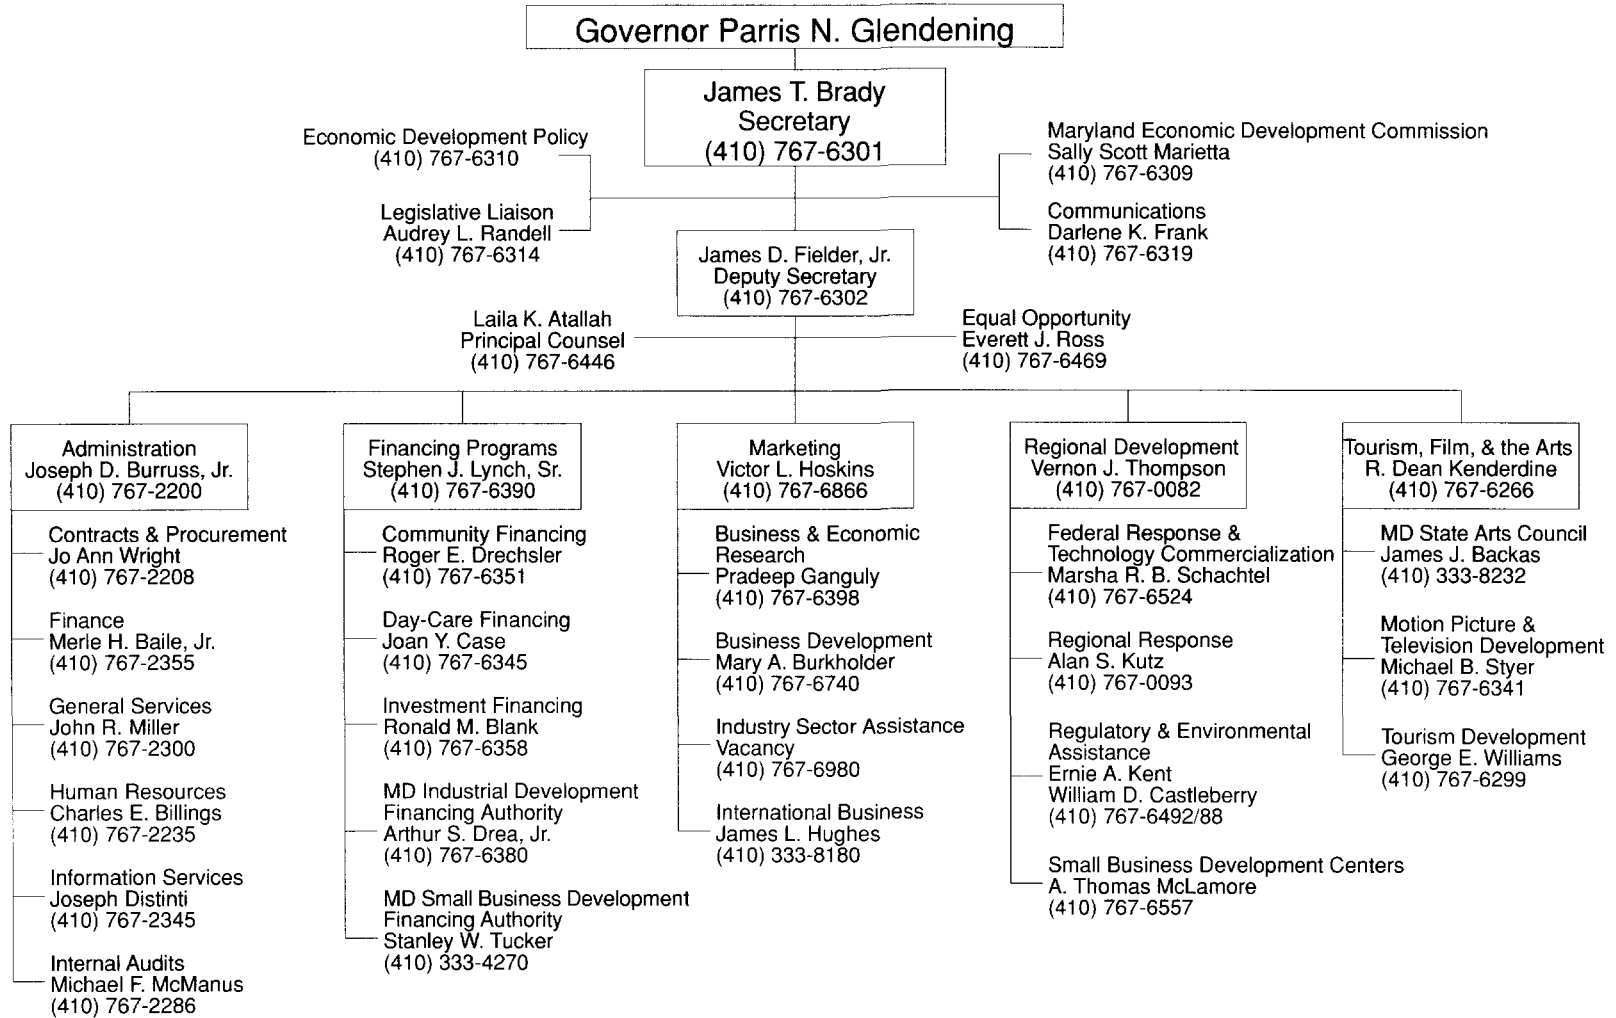 Governor Parris N. Glendening
James T. Brady
Secretary
(410) 767-6301
Economic Development Policy
(410) 767-6310
Legislative Liaison
Audrey L. Randell
(410) 767-6314
Maryland Economic Development Commission
Sally Scott Marietta
(410) 767-6309
Communications
Darlene K. Frank
(410) 767-6319
James D. Fielder, Jr.
Deputy Secretary
(410) 767-6302
Laila K. Atallah
Principal Counsel
(410) 767-6446
Equal Opportunity
Everett J. Ross
(410) 767-6469
Administration
Joseph D. Burruss, Jr.
(410) 767-2200
Contracts & Procurement
Jo Ann Wright
(410) 767-2208
Finance
Merle H. Baile, Jr.
(410) 767-2355
General Services
John R. Miller
(410) 767-2300
Human Resources
Charles E. Billings
(410) 767-2235
Information Services
Joseph Distinti
(410) 767-2345
Internal Audits
Michael F. McManus
(410) 767-2286
Financing Programs
Stephen J. Lynch, Sr.
(410) 767-6390
Community Financing
Roger E. Drechsler
(410) 767-6351
Day-Care Financing
Joan Y. Case
(410) 767-6345
Investment Financing
Ronald M. Blank
(410) 767-6358
MD Industrial Development
Financing Authority
Arthur S. Drea, Jr.
(410) 767-6380
MD Small Business Development
Financing Authority
Stanley W. Tucker
(410) 333-4270
Marketing
Victor L. Hoskins
(410) 767-6866
Business & Economic
Research
Pradeep Ganguly
(410) 767-6398
Business Development
Mary A. Burkholder
(410) 767-6740
Industry Sector Assistance
Vacancy
(410) 767-6980
International Business
James L. Hughes
(410) 333-8180
Regional Development
Vernon J. Thompson
(410) 767-0082
Federal Response &
Technology Commercialization
Marsha R. B. Schachtel
(410) 767-6524
Regional Response
Alan S. Kutz
(410) 767-0093
Regulatory & Environmental
Assistance
Ernie A. Kent
William D. Castleberry
(410) 767-6492/88
Small Business Development Centers
A. Thomas McLamore
(410) 767-6557
Tourism, Film, & the Arts
R. Dean Kenderdine
(410) 767-6266
MD State Arts Council
James J. Backas
(410) 333-8232
Motion Picture &
Television Development
Michael B. Styer
(410) 767-6341
Tourism Development
George E. Williams
(410) 767-6299